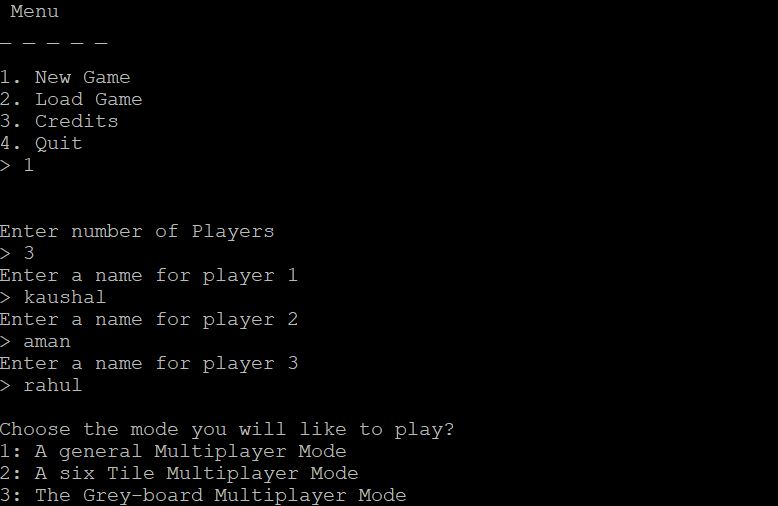 Menu
_ _ _ _ _
1. New Game
2. Load Game
3. Credits
4. Quit
> 1
Enter number of Players
> 3
Enter a name for player 1
> kaushal
Enter a name for player 2
> aman
Enter a name for player 3
> rahul
Choose the mode you will like to play?
1: A general Multiplayer Mode
2: A six Tile Multiplayer Mode
3: The Grey-board Multiplayer Mode